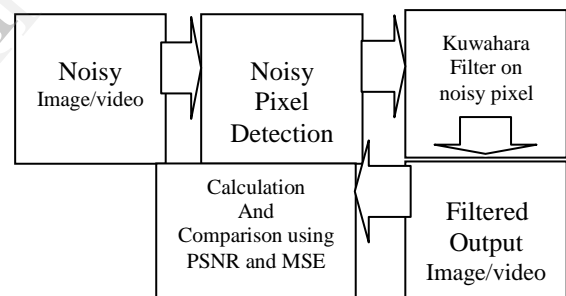 Noisy
Image/video
Noisy
Pixel
Detection
Kuwahara
Filter on
noisy pixel
Filtered
Output
Image/video
Calculation
And
Comparison using
PSNR and MSE